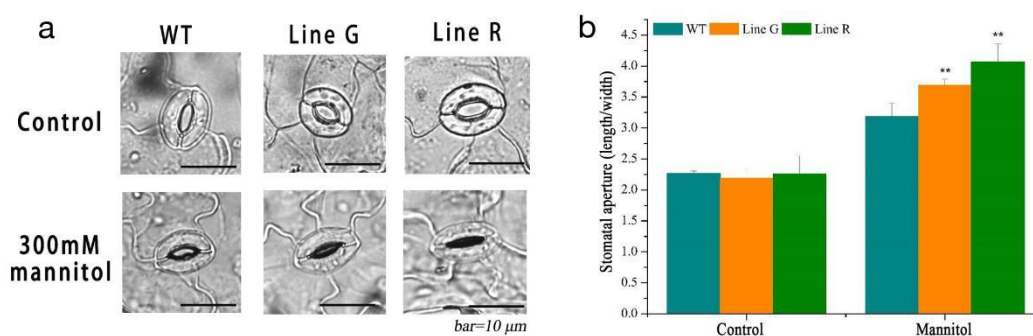 a
WT Line G Line R
Control
300mM
mannitol
bar=10 μm
b
WT Line G Line R
Stomatal aperture (length/width)
4.5
4.0
3.5
3.0
2.5
2.0
1.5
1.0
0.5
0.0
**
**
Control Mannitol